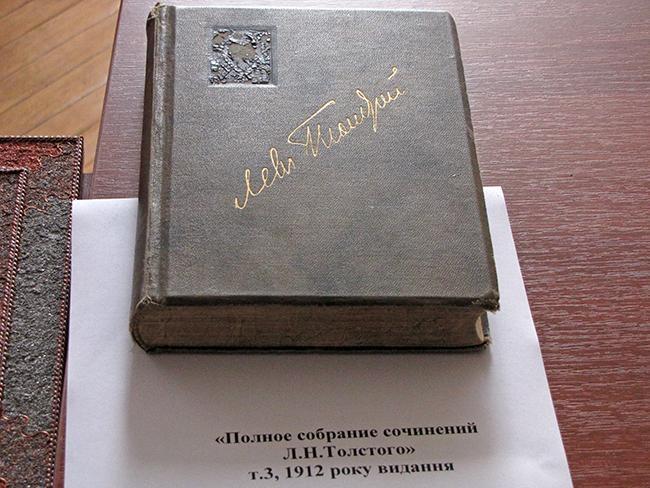 Левъ Толстой
«Полное собрание сочинений
Л.Н.Толстого»
т.3, 1912 року видання